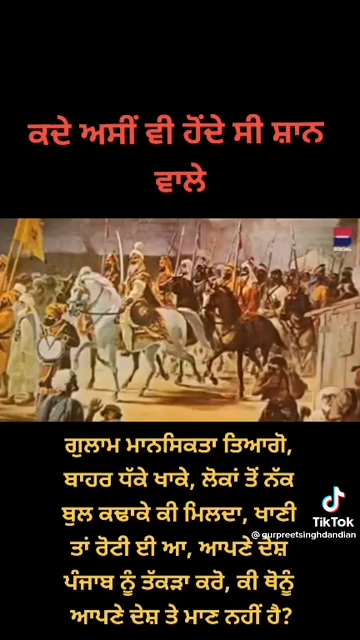 ਕਦੇ ਅਸੀਂ ਵੀ ਹੋਂਦੇ ਸੀ ਸ਼ਾਨ
ਵਾਲੇ
ਗੁਲਾਮ ਮਾਨਸਿਕਤਾ ਤਿਆਗੋ,
ਬਾਹਰ ਧੱਕੇ ਖਾਕੇ, ਲੋਕਾਂ ਤੋਂ ਨੱਕ
ਬੁਲ ਕਢਾਕੇ ਕੀ ਮਿਲਦਾ, ਖਾਣੀ
ਤਾਂ ਰੋਟੀ ਈ ਆ, ਆਪਣੇ ਦੇਸ਼
ਪੰਜਾਬ ਨੂੰ ਤੱਕੜਾ ਕਰੋ, ਕੀ ਥੋਨੂੰ
ਆਪਣੇ ਦੇਸ਼ ਤੇ ਮਾਣ ਨਹੀਂ ਹੈ?
TikTok
@gurpreetsinghdandian